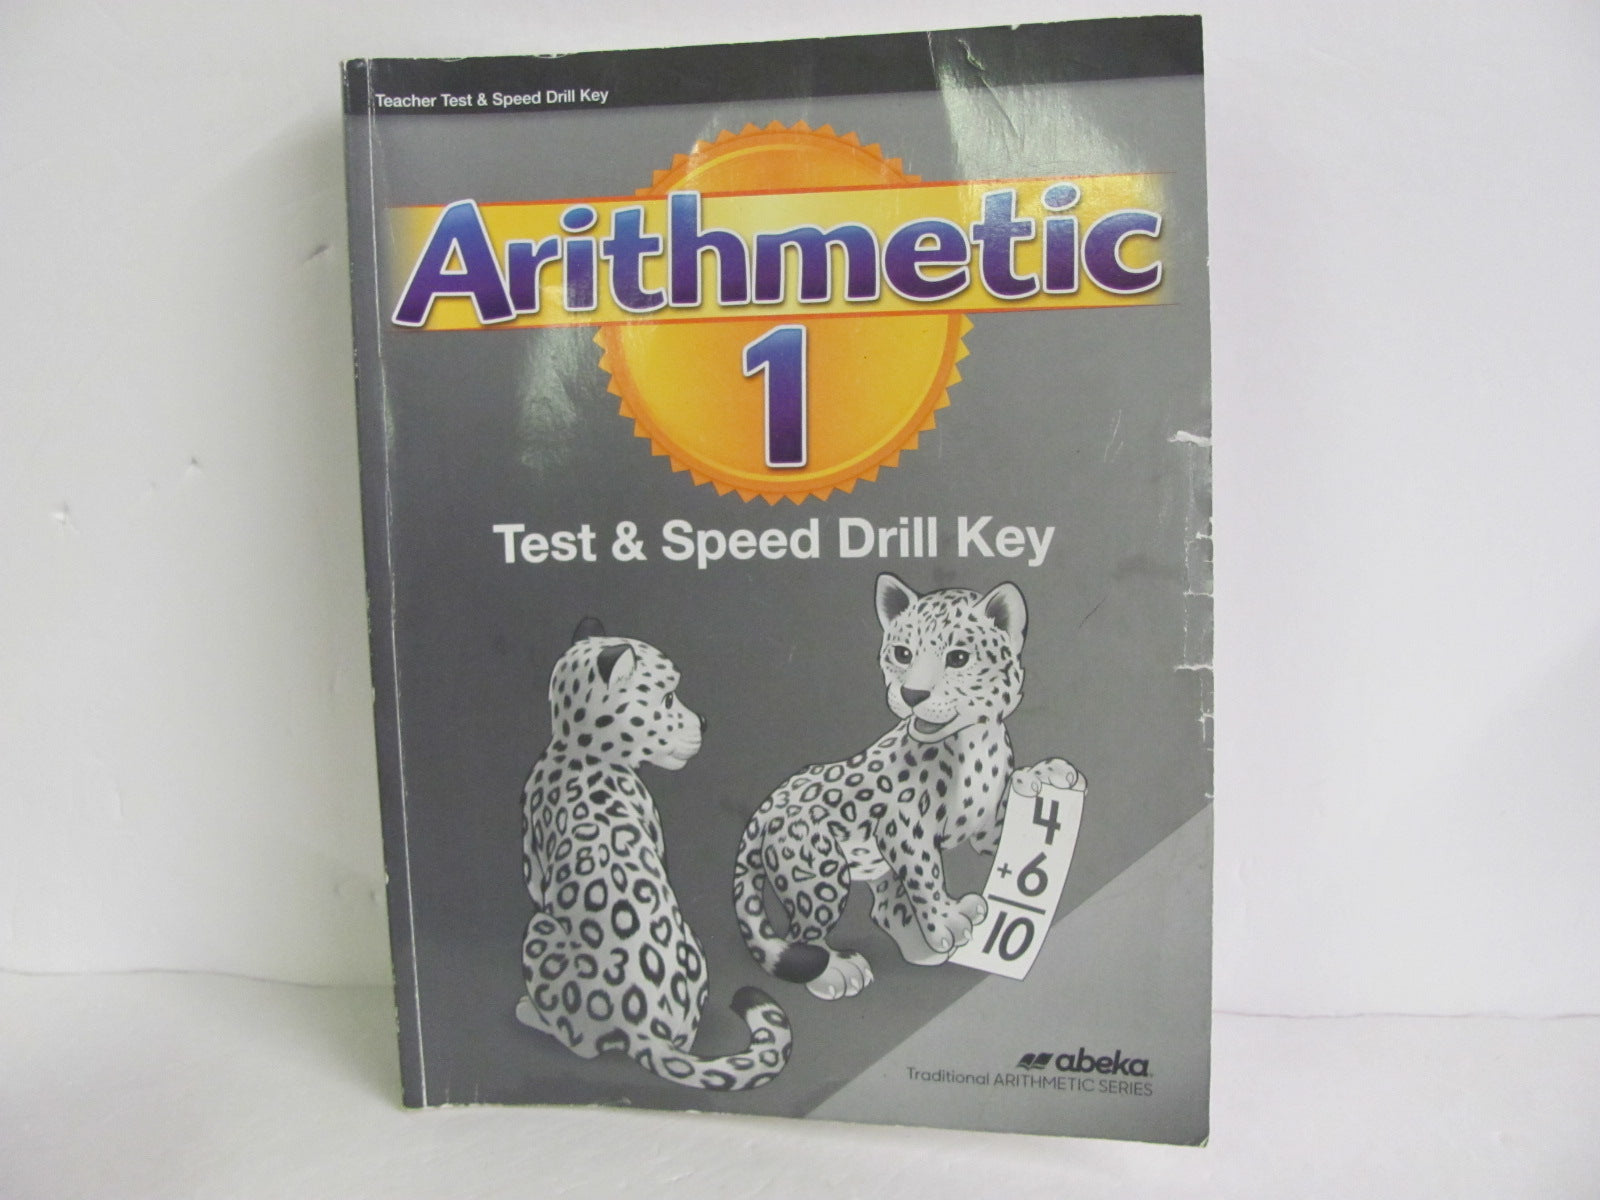 Teacher Test & Speed Drill Key
Arithmetic
1
Test & Speed Drill Key
4
+6
10
abeka
Traditional ARITHMETIC SERIES